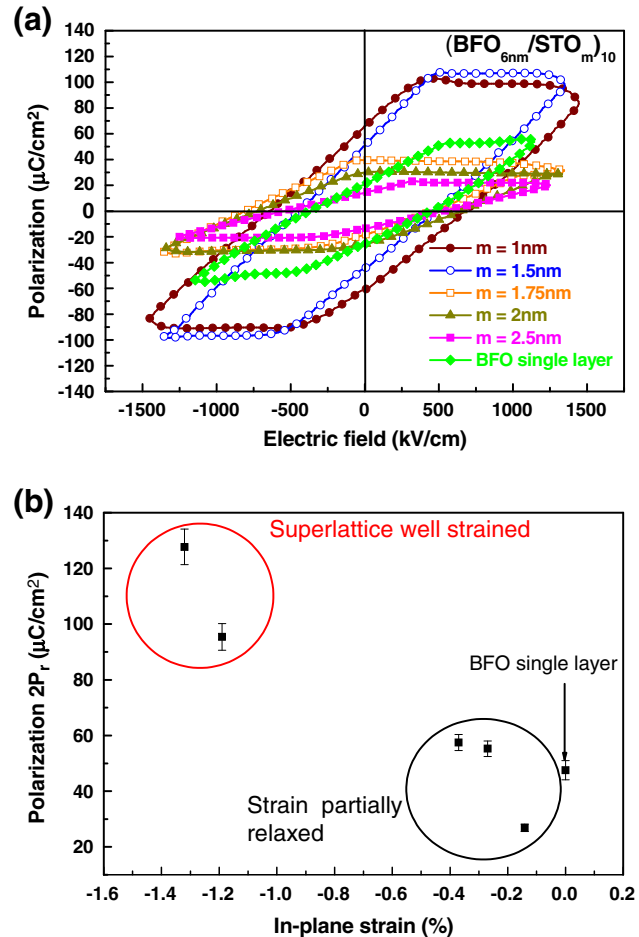 (a)
(BFO6nm/STOm)10
Polarization (μC/cm²)
140
120
100
80
60
40
20
0
-20
-40
-60
-80
-100
-120
-140
m = 1nm
m = 1.5nm
m = 1.75nm
m = 2nm
m = 2.5nm
BFO single layer
-1500 -1000 -500 0 500 1000 1500
Electric field (kV/cm)
(b)
Polarization 2Pr (μC/cm²)
140
120
100
80
60
40
20
Superlattice well strained
BFO single layer
Strain partially
relaxed
-1.6 -1.4 -1.2 -1.0 -0.8 -0.6 -0.4 -0.2 0.0 0.2
In-plane strain (%)